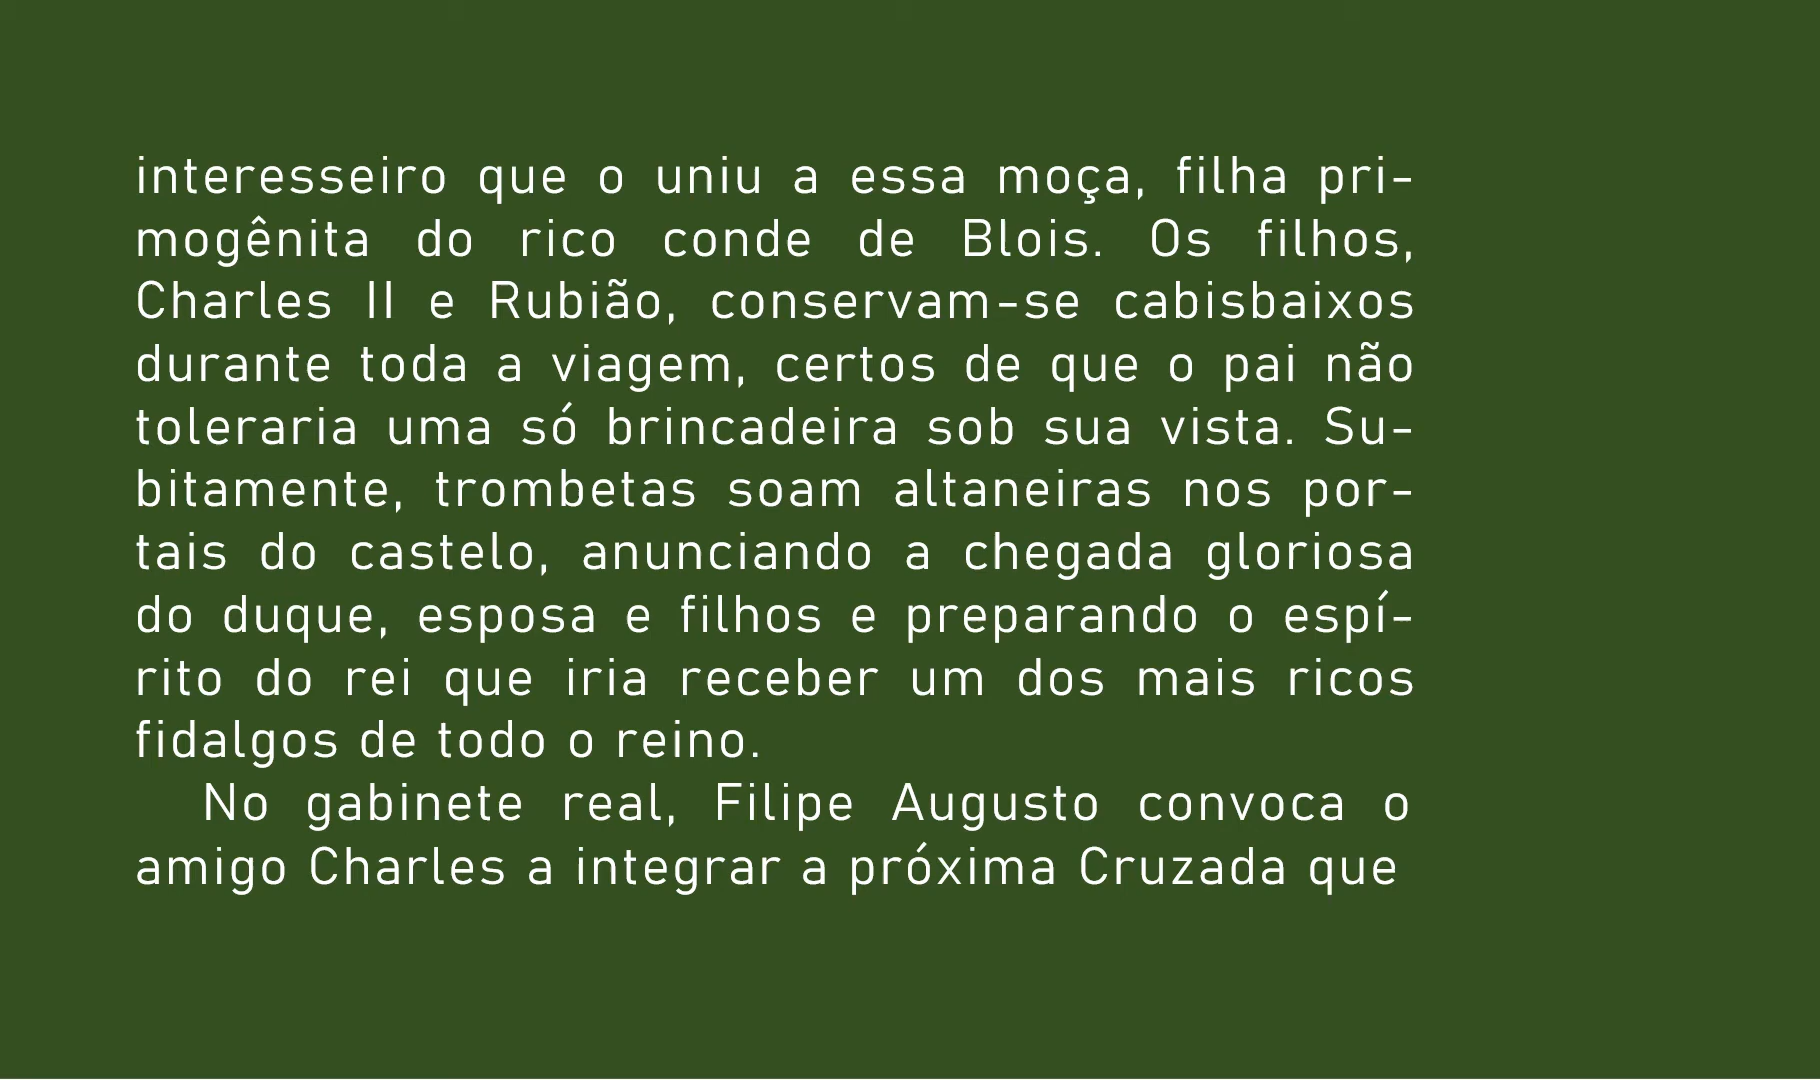 interesseiro que o uniu a essa moça, filha pri-
mogênita do rico conde de Blois. Os filhos,
Charles II e Rubião, conservam-se cabisbaixos
durante toda a viagem, certos de que o pai não
toleraria uma só brincadeira sob sua vista. Su-
bitamente, trombetas soam altaneiras nos por-
tais do castelo, anunciando a chegada gloriosa
do duque, esposa e filhos e preparando o espí-
rito do rei que iria receber um dos mais ricos
fidalgos de todo o reino.
No gabinete real, Filipe Augusto convoca o
amigo Charles a integrar a próxima Cruzada que